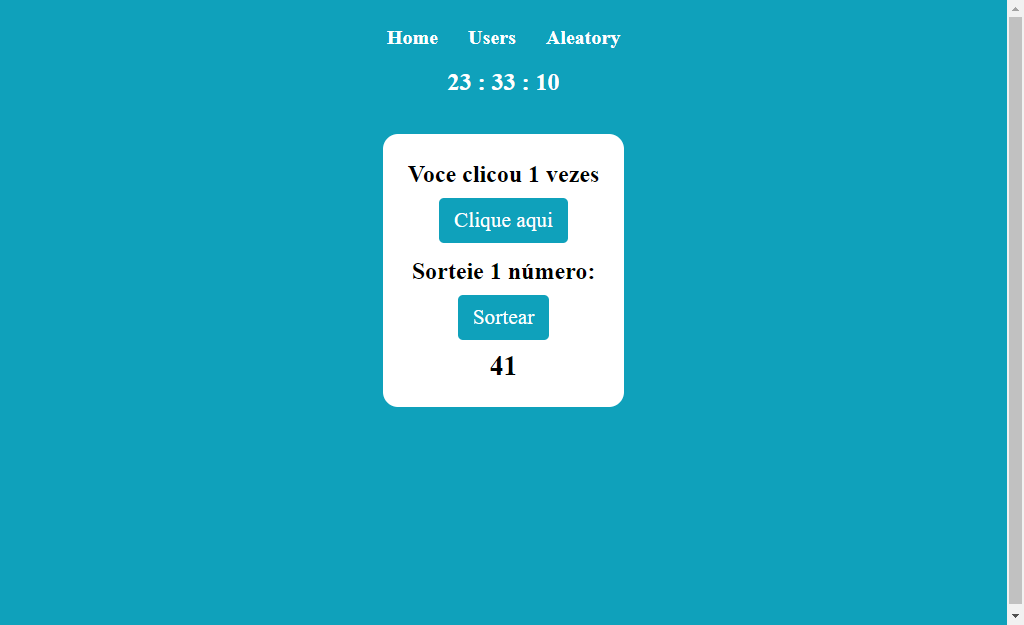 Home Users Aleatory
23 : 33 : 10
Voce clicou 1 vezes
Clique aqui
Sorteie 1 número:
Sortear
41